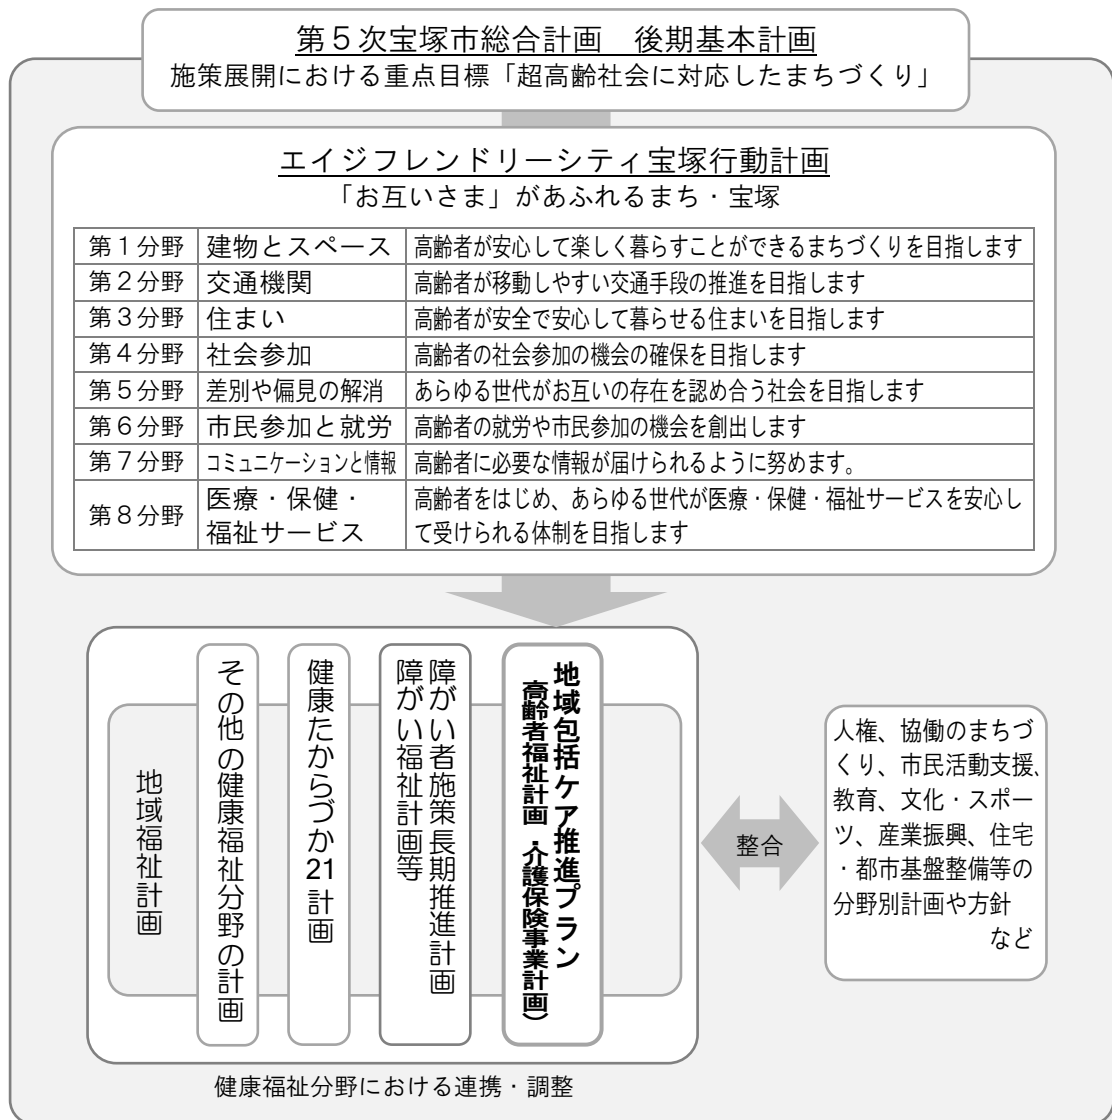 第５次宝塚市総合計画　後期基本計画
施策展開における重点目標「超高齢社会に対応したまちづくり」
エイジフレンドリーシティ宝塚行動計画
「お互いさま」があふれるまち・宝塚
第１分野 建物とスペース 高齢者が安心して楽しく暮らすことができるまちづくりを目指します
第２分野 交通機関 高齢者が移動しやすい交通手段の推進を目指します
第３分野 住まい 高齢者が安全で安心して暮らせる住まいを目指します
第４分野 社会参加 高齢者の社会参加の機会の確保を目指します
第５分野 差別や偏見の解消 あらゆる世代がお互いの存在を認め合う社会を目指します
第６分野 市民参加と就労 高齢者の就労や市民参加の機会を創出します
第７分野 コミュニケーションと情報 高齢者に必要な情報が届けられるように努めます。
第８分野 医療・保健・
福祉サービス
高齢者をはじめ、あらゆる世代が医療・保健・福祉サービスを安心し
て受けられる体制を目指します
地域包括ケア推進プラン
（高齢者福祉計画・介護保険事業計画）
障がい者施策長期推進計画
障がい福祉計画等
健康たからづか21計画
その他の健康福祉分野の計画
地域福祉計画
整合
人権、協働のまちづ
くり、市民活動支援、
教育、文化・スポー
ツ、産業振興、住宅
・都市基盤整備等の
分野別計画や方針
など
健康福祉分野における連携・調整